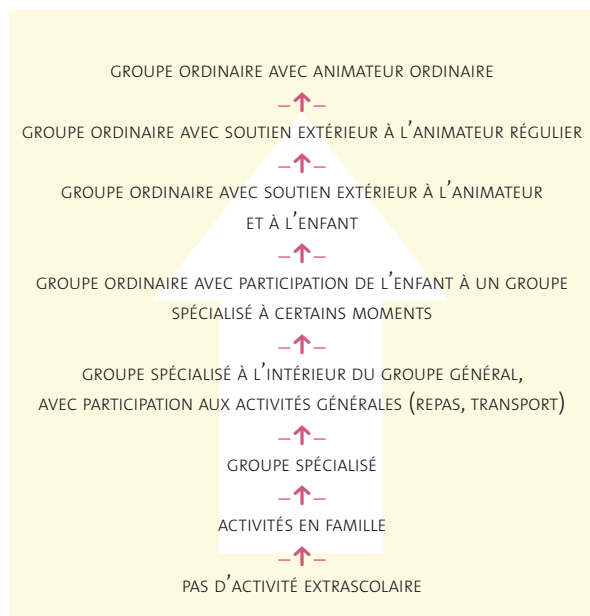 GROUPE ORDINAIRE AVEC ANIMATEUR ORDINAIRE
GROUPE ORDINAIRE AVEC SOUTIEN EXTÉRIEUR À L'ANIMATEUR RÉGULIER
GROUPE ORDINAIRE AVEC SOUTIEN EXTÉRIEUR À L'ANIMATEUR
ET À L'ENFANT
GROUPE ORDINAIRE AVEC PARTICIPATION DE L'ENFANT À UN GROUPE
SPÉCIALISÉ À CERTAINS MOMENTS
GROUPE SPÉCIALISÉ À L'INTÉRIEUR DU GROUPE GÉNÉRAL,
AVEC PARTICIPATION AUX ACTIVITÉS GÉNÉRALES (REPAS, TRANSPORT)
GROUPE SPÉCIALISÉ
ACTIVITÉS EN FAMILLE
PAS D'ACTIVITÉ EXTRASCOLAIRE